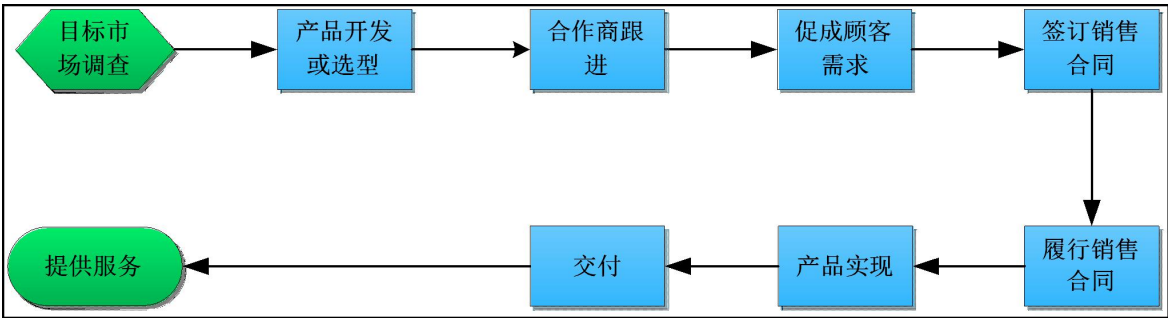 目标市
场调查
产品开发
或选型
合作商跟
进
促成顾客
需求
签订销售
合同
提供服务
交付
产品实现
履行销售
合同